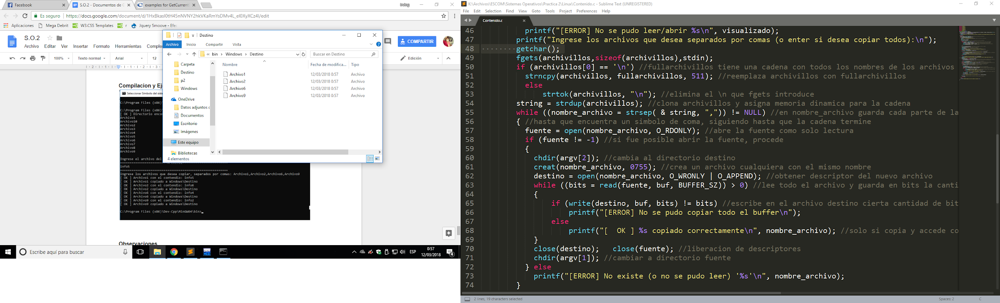 Facebook
S.O.2 - Documentos de G
examples for GetCurrent
Irving
Es seguro
https://docs.google.com/document/d/1HxBkasI0tH45nNVNY2hkVKaRmYsDMv4L_eI0XyXCz4I/edit
Aplicaciones
Mega Debrit
W3.CSS Templates
r
Jquery Smoove - Efec
S.O.2
Archivo Editar Ver Insertar Formato Herramientas Comple
COMPARTIR
100%
Texto normal
Arial
12
Edición
Destino
Archivo Inicio Compartir Vista
« bin › Windows › Destino
Buscar en Destino
Carpeta
Destino
p2
Windows
OneDrive
Datos adjuntos c
Documentos
Escritorio
Imágenes
Este equipo
Bibliotecas
Nombre Fecha de modifica... Tipo
Archivo1 12/03/2018 0:57 Archivo
Archivo2 12/03/2018 0:57 Archivo
Archivo6 12/03/2018 0:57 Archivo
Archivo9 12/03/2018 0:57 Archivo
4 elementos
Compilacion y Ej
Seleccionar Símbolo del siste
C:\Program Files (x86)\
C:\Program Files (x86)\
[ OK ] Directorio enco
Archivo1
Archivo10
Archivo2
Archivo3
Archivo4
Archivo5
Archivo6
Archivo7
Archivo8
Archivo9
Ingrese el archivo del
info5
Ingrese los archivos que desea copiar, separados por comas: Archivo1,Archivo2,Archivo6,Archivo9
[ OK ] Archivo1 con el contendio: info5
[ OK ] Archivo1 copiado a Windows\Destino
[ OK ] Archivo2 con el contendio: info6
[ OK ] Archivo2 copiado a Windows\Destino
[ OK ] Archivo6 con el contendio: info4
[ OK ] Archivo6 copiado a Windows\Destino
[ OK ] Archivo9 con el contendio: info2
[ OK ] Archivo9 copiado a Windows\Destino
C:\Program Files (x86)\Dev-Cpp\MinGW64\bin>_
Observaciones
Escribe aquí para buscar
DEV
ESP
0:57
12/03/2018
4
K:\Archivos\ESCOM\Sistemas Operativos\Practica 2\Linux\Contenido.c - Sublime Text (UNREGISTERED)
File Edit Selection Find View Goto Tools Project Preferences Help
Contenido.c
46 printf("[ERROR] No se pudo leer/abrir %s\n", visualizado);
47 printf("Ingrese los archivos que desea separados por comas (o enter si desea copiar todos):\n");
48 getchar();
49 fgets(archivillos,sizeof(archivillos),stdin);
50 if (archivillos[0] == '\n') //fullarchivillos tiene una cadena con todos los nombres de los archivos
51 strncpy(archivillos, fullarchivillos, 511); //reemplaza archivillos con fullarchivillos
52 else
53 strtok(archivillos, "\n"); //elimina el \n que fgets introduce
54 string = strdup(archivillos); //clona archivillos y asigna memoria dinamica para la cadena
55 while ((nombre_archivo = strsep( & string, ",")) != NULL) //en nombre_archivo guarda cada parte de la
56 { //hasta que encuentra un simbolo de coma, siguiendo hasta que la cadena termine
57 fuente = open(nombre_archivo, O_RDONLY); //abre la fuente como solo lectura
58 if (fuente != -1) //si fue posible abrir la fuente, procede
59 {
60 chdir(argv[2]); //cambia al directorio destino
61 creat(nombre_archivo, 0755); //crea un archivo cualquiera con el mismo nombre
62 destino = open(nombre_archivo, O_WRONLY | O_APPEND); //obtener descriptor del nuevo archivo
63 while ((bits = read(fuente, buf, BUFFER_SZ)) > 0) //lee todo el archivo y guarda en bits la canti
64 {
65 if (write(destino, buf, bits) != bits) //escribe en el archivo destino cierta cantidad de bit
66 printf("[ERROR] No se pudo copiar todo el buffer\n");
67 else
68 printf("[  OK ] %s copiado correctamente\n", nombre_archivo); //solo si copia y accede co
69 }
70 close(destino); close(fuente); //liberacion de descriptores
71 chdir(argv[1]); //cambiar a directorio fuente
72 } else
73 printf("[ERROR] No existe (o no se pudo leer) '%s'\n", nombre_archivo);
74 }
2 lines, 19 characters selected
Spaces: 2
C